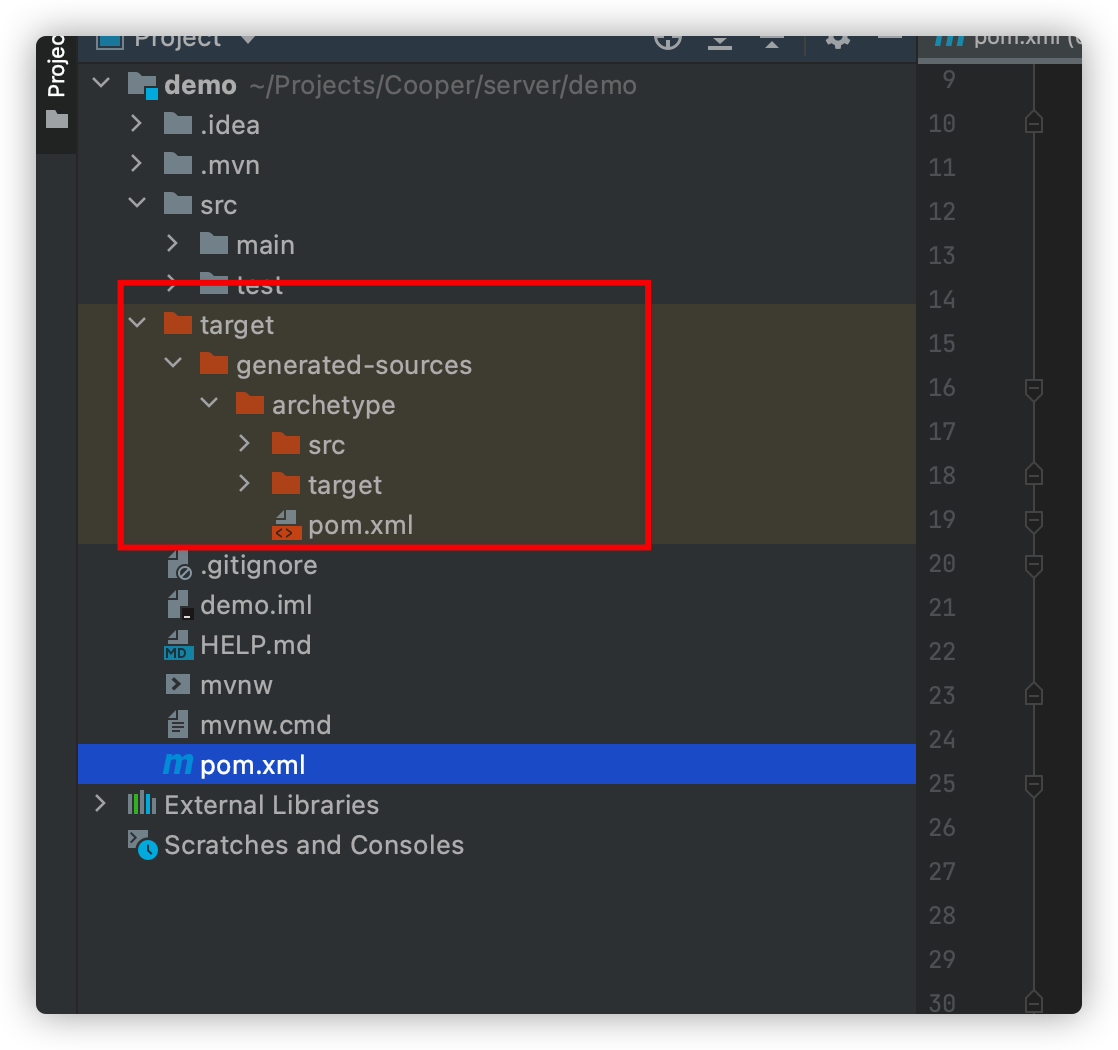 Project
demo ~/Projects/Cooper/server/demo
.idea
.mvn
src
main
test
target
generated-sources
archetype
src
target
pom.xml
.gitignore
demo.iml
HELP.md
MD
mvnw
mvnw.cmd
m pom.xml
External Libraries
Scratches and Consoles
Projec
m pom.xml (
9
10
11
12
13
14
15
16
17
18
19
20
21
22
23
24
25
26
27
28
29
30